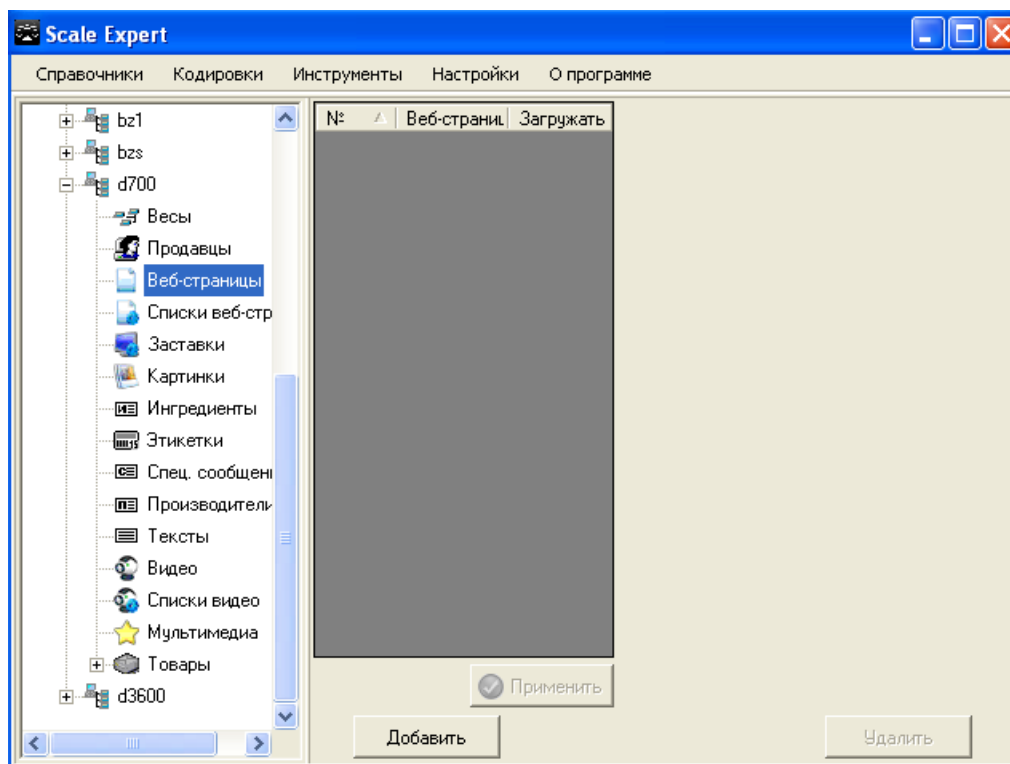 Scale Expert
Справочники Кодировки Инструменты Настройки О программе
bz1
bzs
d700
Весы
Продавцы
Веб-страницы
Списки веб-стр
Заставки
Картинки
Ингредиенты
Этикетки
Спец. сообщен
Производители
Тексты
Видео
Списки видео
Мультимедиа
Товары
d3600
№ Веб-страниц Загружать
Применить
Добавить
Удалить